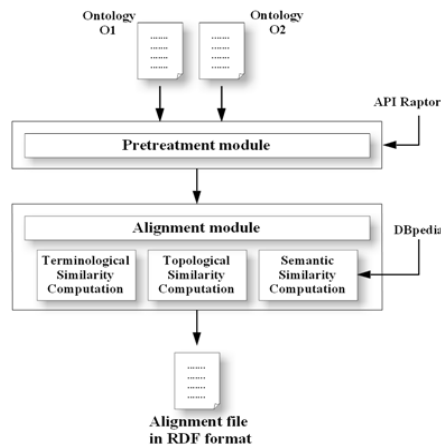 Ontology
O1
Ontology
O2
API Raptor
Pretreatment module
Alignment module
DBpedia
Terminological
Similarity
Computation
Topological
Similarity
Computation
Semantic
Similarity
Computation
Alignment file
in RDF format